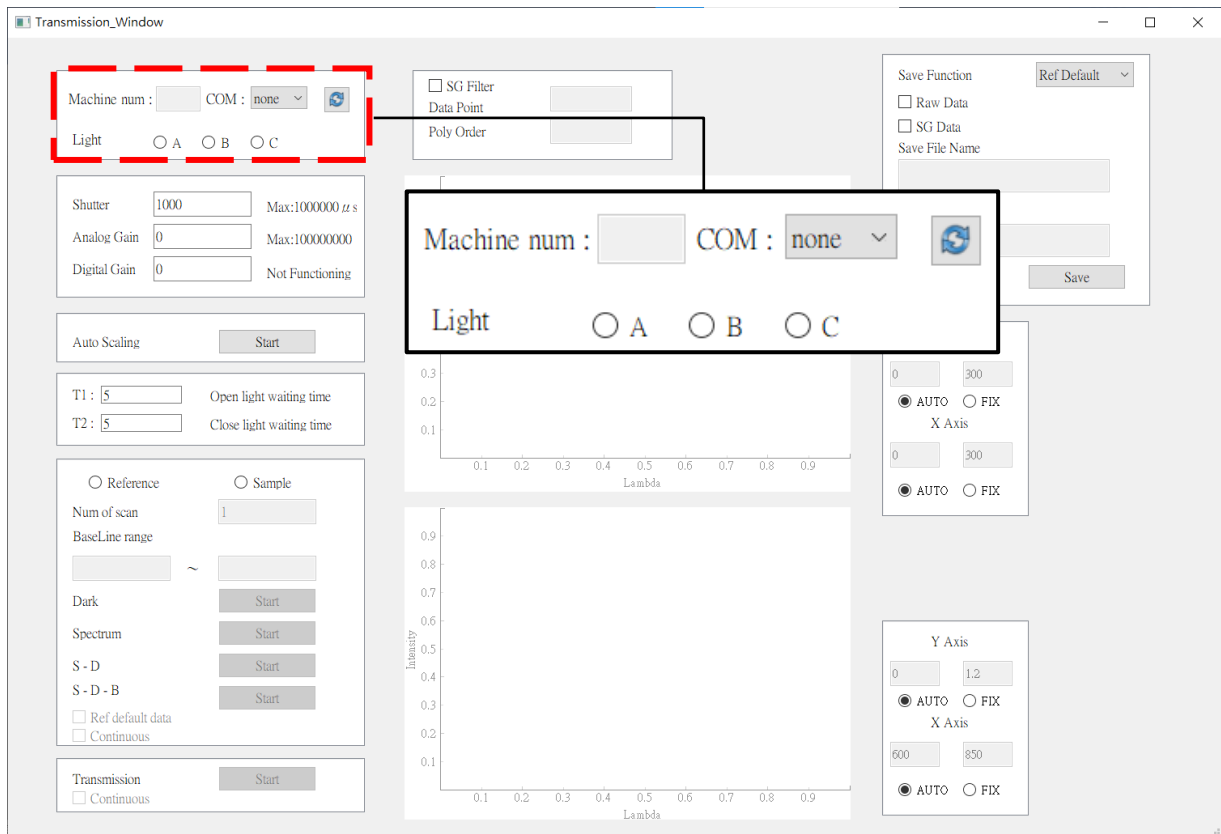 Transmission_Window
Machine num : COM : none
Light A B C
Shutter 1000 Max:1000000 μ s
Analog Gain 0 Max:100000000
Digital Gain 0 Not Functioning
Auto Scaling Start
T1 : 5 Open light waiting time
T2 : 5 Close light waiting time
Reference Sample
Num of scan 1
BaseLine range
~
Dark Start
Spectrum Start
S - D Start
S - D - B Start
Ref default data
Continuous
Transmission Start
Continuous
SG Filter
Data Point
Poly Order
Machine num : COM : none
Light A B C
0.3
0.2
0.1
0.1 0.2 0.3 0.4 0.5 0.6 0.7 0.8 0.9
Lambda
0.9
0.8
0.7
0.6
0.5
0.4
0.3
0.2
0.1
Intensity
0.1 0.2 0.3 0.4 0.5 0.6 0.7 0.8 0.9
Lambda
Save Function Ref Default
Raw Data
SG Data
Save File Name
Save
0 300
AUTO FIX
X Axis
0 300
AUTO FIX
Y Axis
0 1.2
AUTO FIX
X Axis
600 850
AUTO FIX